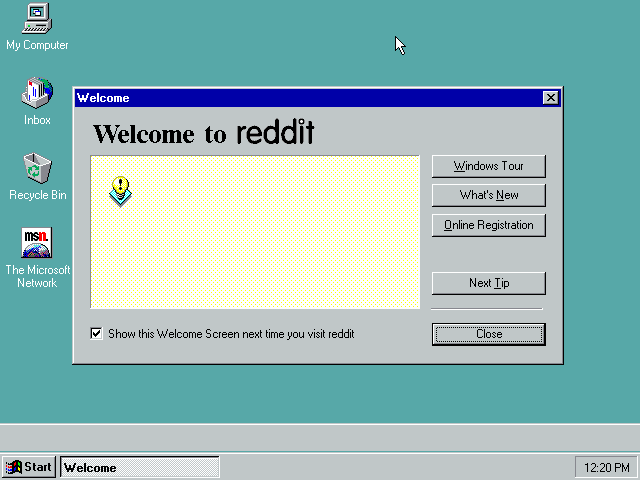 My Computer
Inbox
Recycle Bin
msn.
The Microsoft
Network
Welcome
Welcome to reddit
Windows Tour
What's New
Online Registration
Next Tip
Show this Welcome Screen next time you visit reddit
Close
Start
Welcome
12:20 PM